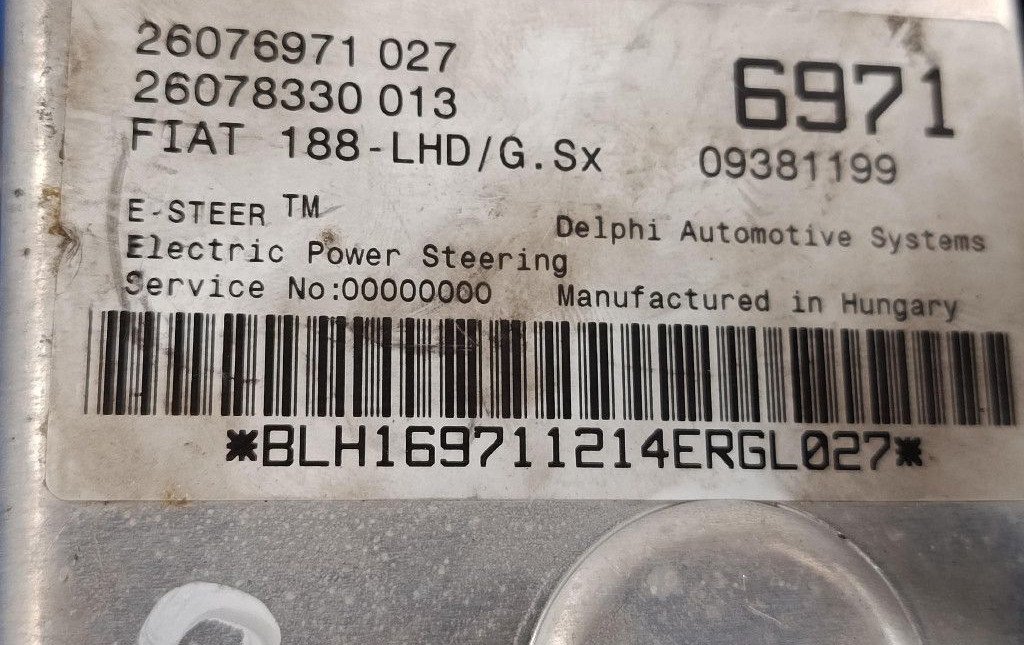 26076971 027
26078330 013
FIAT 188-LHD/G.Sx
6971
09381199
E-STEER TM
Electric Power Steering
Service No:00000000
Delphi Automotive Systems
Manufactured in Hungary
*BLH169711214ERGL027*